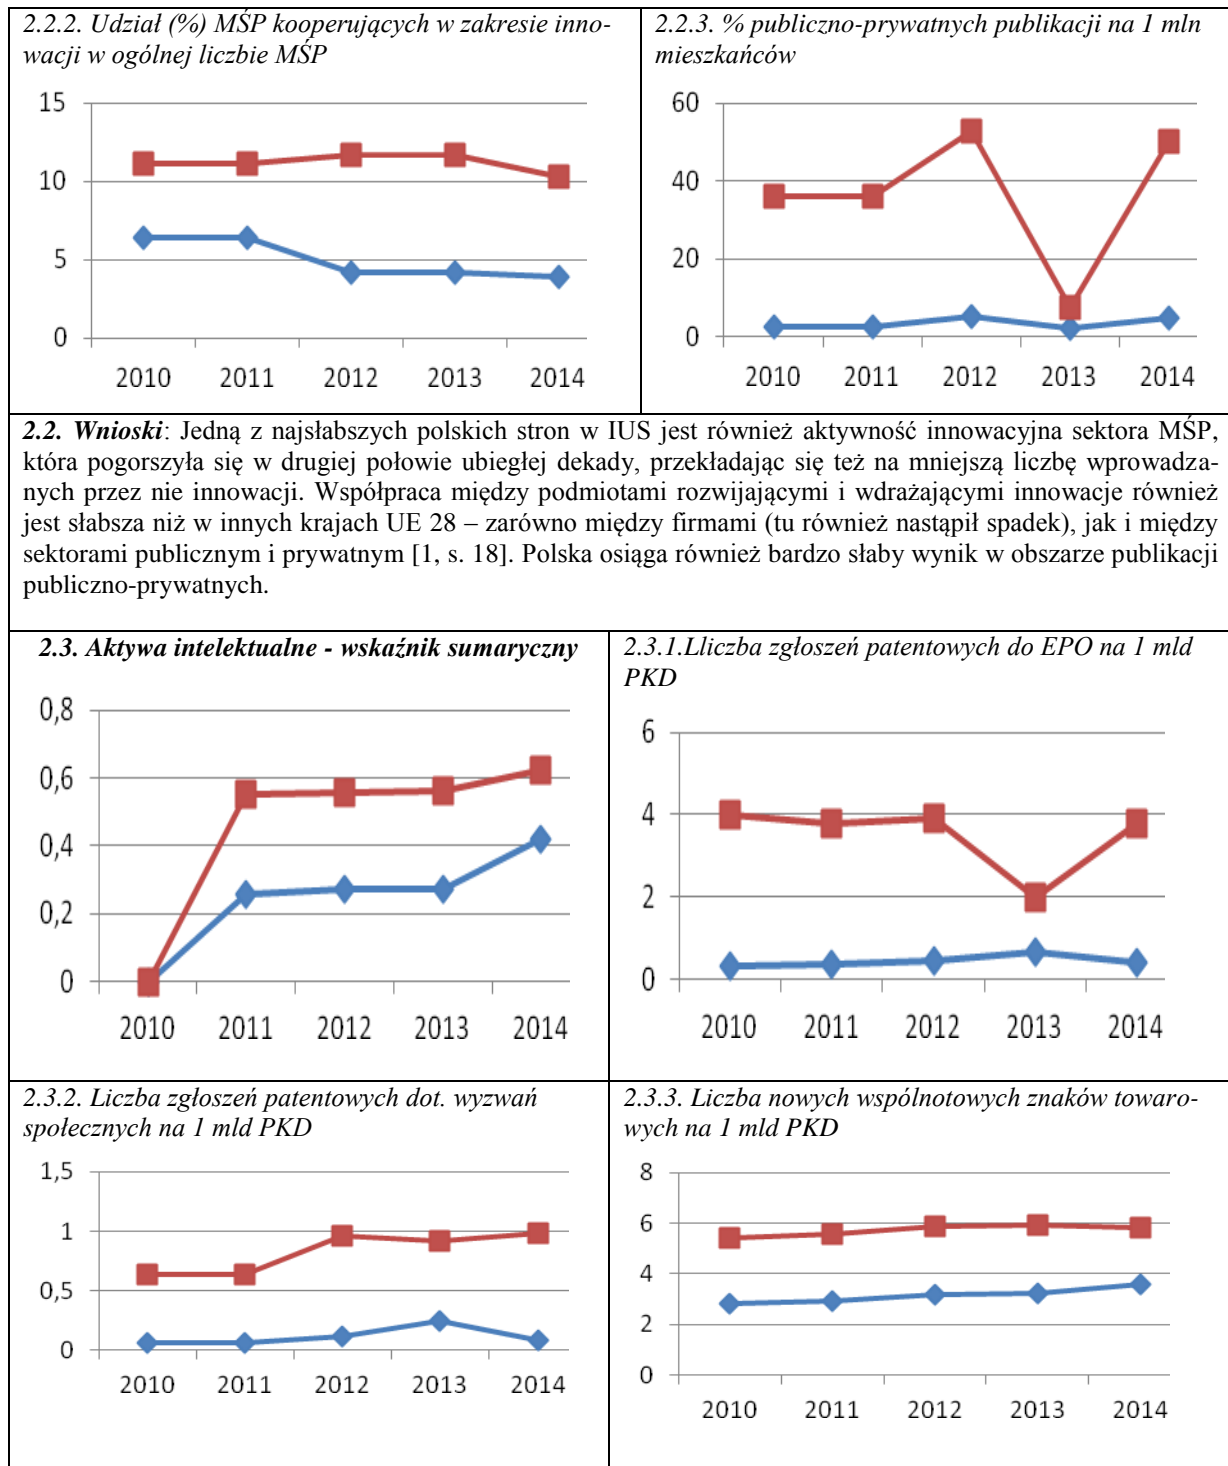 2.2.2. Udział (%) MŚP kooperujących w zakresie inno-
wacji w ogólnej liczbie MŚP
15
10
5
0
2010 2011 2012 2013 2014
2.2.3. % publiczno-prywatnych publikacji na 1 mln
mieszkańców
60
40
20
0
2010 2011 2012 2013 2014
2.2. Wnioski: Jedną z najsłabszych polskich stron w IUS jest również aktywność innowacyjna sektora MŚP,
która pogorszyła się w drugiej połowie ubiegłej dekady, przekładając się też na mniejszą liczbę wprowadza-
nych przez nie innowacji. Współpraca między podmiotami rozwijającymi i wdrażającymi innowacje również
jest słabsza niż w innych krajach UE 28 – zarówno między firmami (tu również nastąpił spadek), jak i między
sektorami publicznym i prywatnym [1, s. 18]. Polska osiąga również bardzo słaby wynik w obszarze publikacji
publiczno-prywatnych.
2.3. Aktywa intelektualne - wskaźnik sumaryczny
0,8
0,6
0,4
0,2
0
2010 2011 2012 2013 2014
2.3.1.Lliczba zgłoszeń patentowych do EPO na 1 mld
PKD
6
4
2
0
2010 2011 2012 2013 2014
2.3.2. Liczba zgłoszeń patentowych dot. wyzwań
społecznych na 1 mld PKD
1,5
1
0,5
0
2010 2011 2012 2013 2014
2.3.3. Liczba nowych wspólnotowych znaków towaro-
wych na 1 mld PKD
8
6
4
2
0
2010 2011 2012 2013 2014